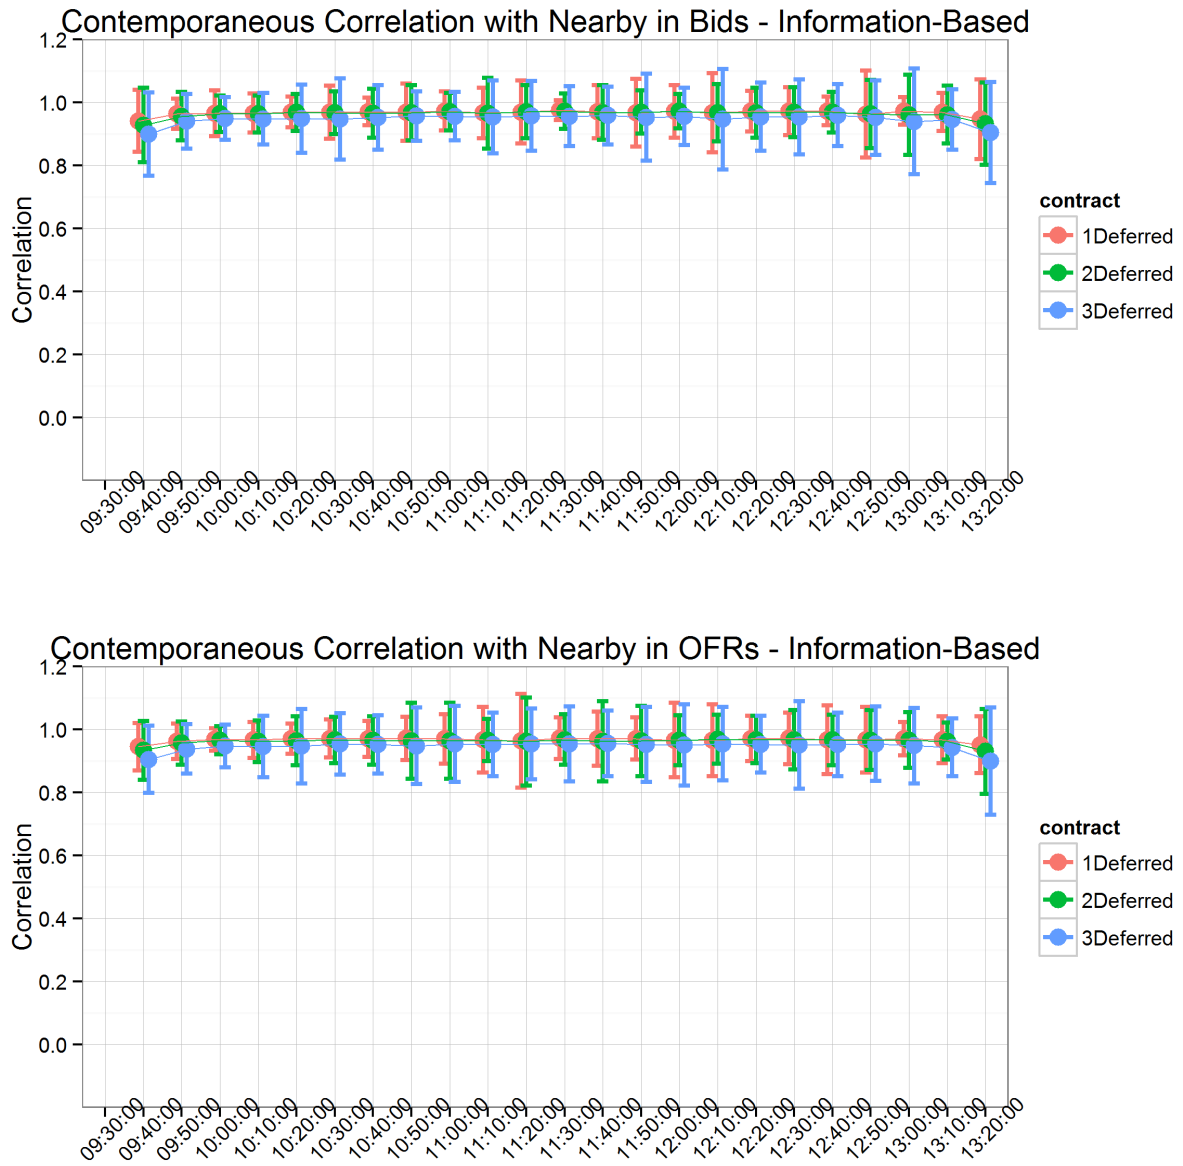 Contemporaneous Correlation with Nearby in Bids - Information-Based
Correlation
1.2
1.0
0.8
0.6
0.4
0.2
0.0
09:30:00 09:40:00 09:50:00 10:00:00 10:10:00 10:20:00 10:30:00 10:40:00 10:50:00 11:00:00 11:10:00 11:20:00 11:30:00 11:40:00 11:50:00 12:00:00 12:10:00 12:20:00 12:30:00 12:40:00 12:50:00 13:00:00 13:10:00 13:20:00
contract
1Deferred
2Deferred
3Deferred
Contemporaneous Correlation with Nearby in OFRs - Information-Based
Correlation
1.2
1.0
0.8
0.6
0.4
0.2
0.0
09:30:00 09:40:00 09:50:00 10:00:00 10:10:00 10:20:00 10:30:00 10:40:00 10:50:00 11:00:00 11:10:00 11:20:00 11:30:00 11:40:00 11:50:00 12:00:00 12:10:00 12:20:00 12:30:00 12:40:00 12:50:00 13:00:00 13:10:00 13:20:00
contract
1Deferred
2Deferred
3Deferred